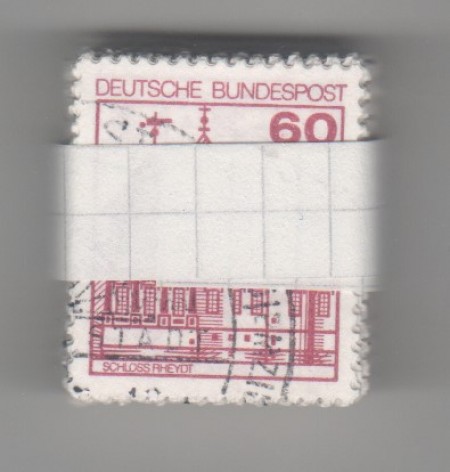 DEUTSCHE BUNDESPOST
60
SCHLOSS RHEYDT